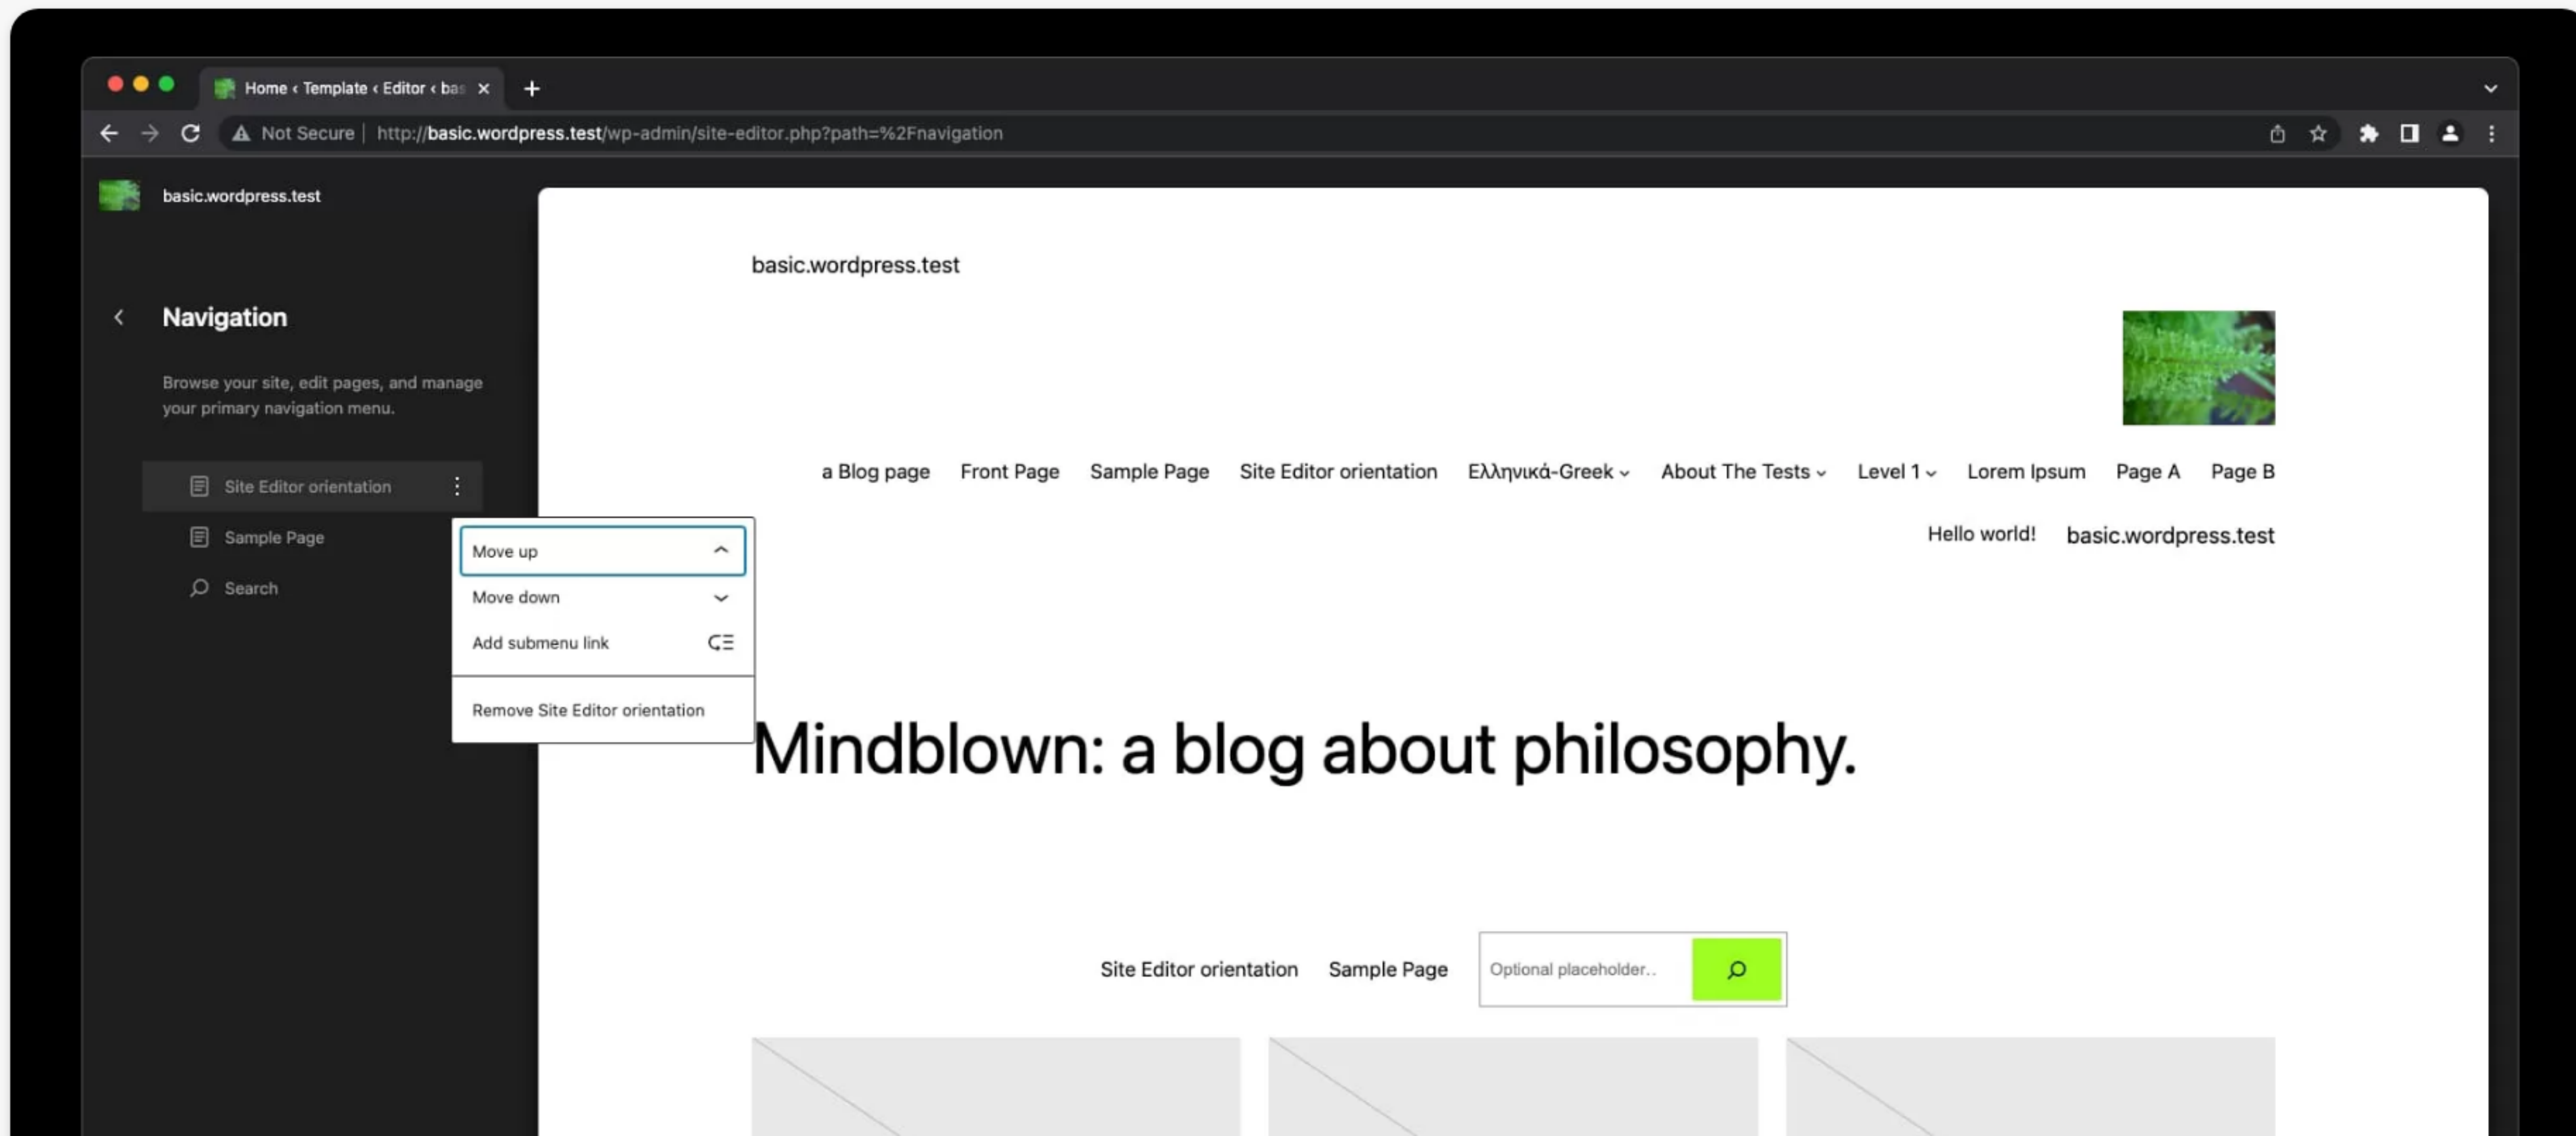 Home ‹ Template ‹ Editor ‹ bas
Not Secure | http://basic.wordpress.test/wp-admin/site-editor.php?path=%2Fnavigation
basic.wordpress.test
Navigation
Browse your site, edit pages, and manage
your primary navigation menu.
Site Editor orientation
Sample Page
Search
Move up
Move down
Add submenu link
Remove Site Editor orientation
basic.wordpress.test
a Blog page Front Page Sample Page Site Editor orientation Ελληνικά-Greek About The Tests Level 1 Lorem Ipsum Page A Page B
Hello world! basic.wordpress.test
Mindblown: a blog about philosophy.
Site Editor orientation Sample Page Optional placeholder..